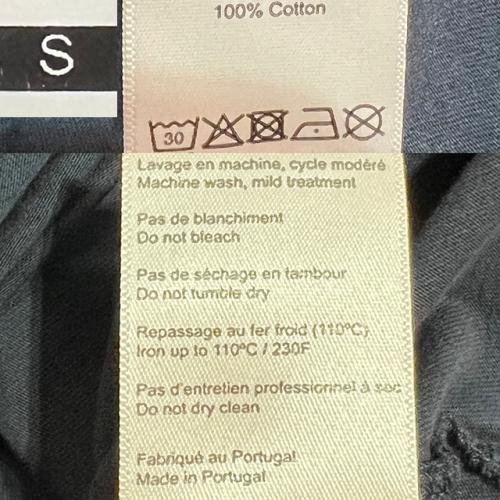 S
100% Cotton
30
Lavage en machine, cycle modéré
Machine wash, mild treatment
Pas de blanchiment
Do not bleach
Pas de séchage en tambour
Do not tumble dry
Repassage au fer froid (110ºC)
Iron up to 110ºC / 230F
Pas d'entretien professionnel à sec
Do not dry clean
Fabriqué au Portugal
Made in Portugal